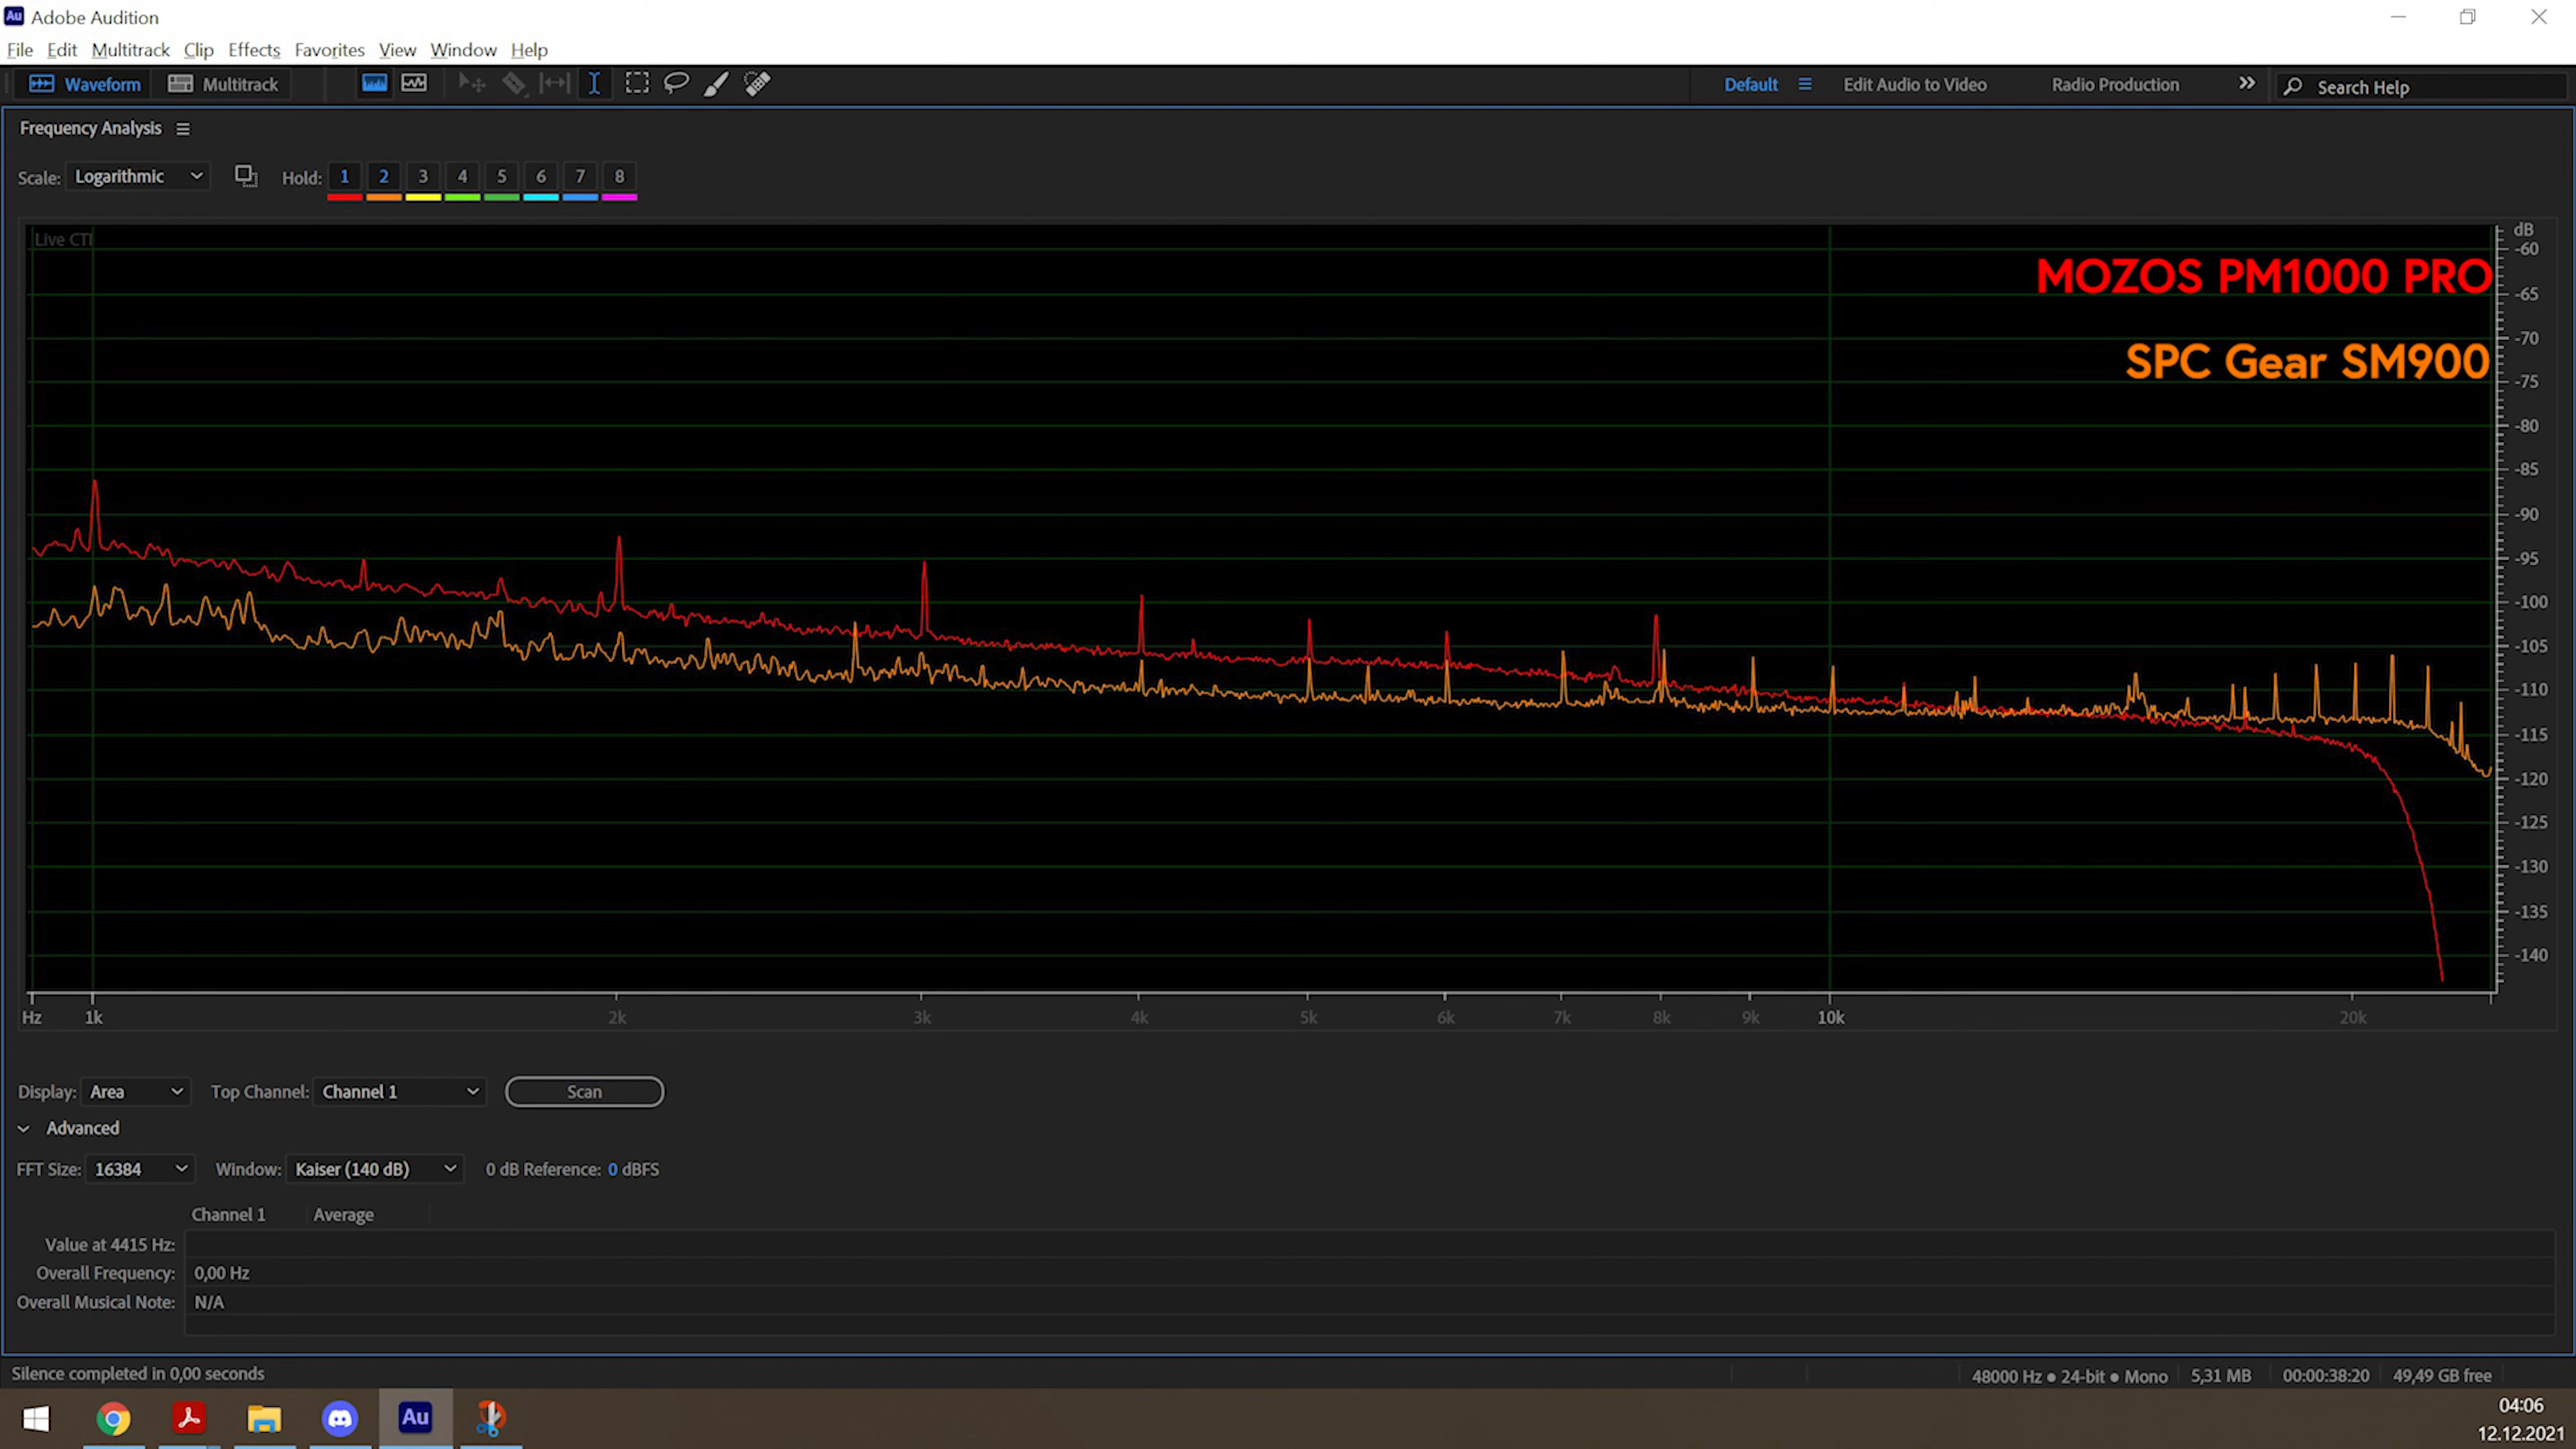 Au Adobe Audition
File Edit Multitrack Clip Effects Favorites View Window Help
Waveform Multitrack Default Edit Audio to Video Radio Production Search Help
Frequency Analysis
Scale: Logarithmic Hold: 1 2 3 4 5 6 7 8
Live CTI
dB
-60
MOZOS PM1000 PRO
-65
-70
SPC Gear SM900
-75
-80
-85
-90
-95
-100
-105
-110
-115
-120
-125
-130
-135
-140
Hz 1k 2k 3k 4k 5k 6k 7k 8k 9k 10k 20k
Display: Area Top Channel: Channel 1 Scan
Advanced
FFT Size: 16384 Window: Kaiser (140 dB) 0 dB Reference: 0 dBFS
Channel 1 Average
Value at 4415 Hz:
Overall Frequency: 0,00 Hz
Overall Musical Note: N/A
Silence completed in 0,00 seconds 48000 Hz • 24-bit • Mono 5,31 MB 00:00:38:20 49,49 GB free
Au
04:06
12.12.2021